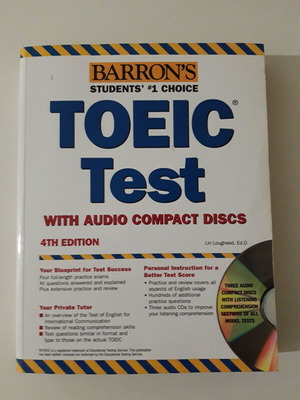 BARRON'S
STUDENTS' #1 CHOICE
TOEIC®
Test
WITH AUDIO COMPACT DISCS
4TH EDITION
Lin Lougheed, Ed.D
Your Blueprint for Test Success
Four full-length practice exams
All questions answered and explained
Plus extensive practice and review
Your Private Tutor
• An overview of the Test of English for
International Communication
• Review of reading comprehension skills
• Test questions similar in format and
type to those on the actual TOEIC
Personal Instruction for a
Better Test Score
• Practice and review covers all
aspects of English usage
• Hundreds of additional
practice questions
• Three audio CDs to improve
your listening comprehension
THREE AUDIO
COMPACT DISCS
WITH LISTENING
COMPREHENSION
SECTIONS OF ALL
MODEL TESTS